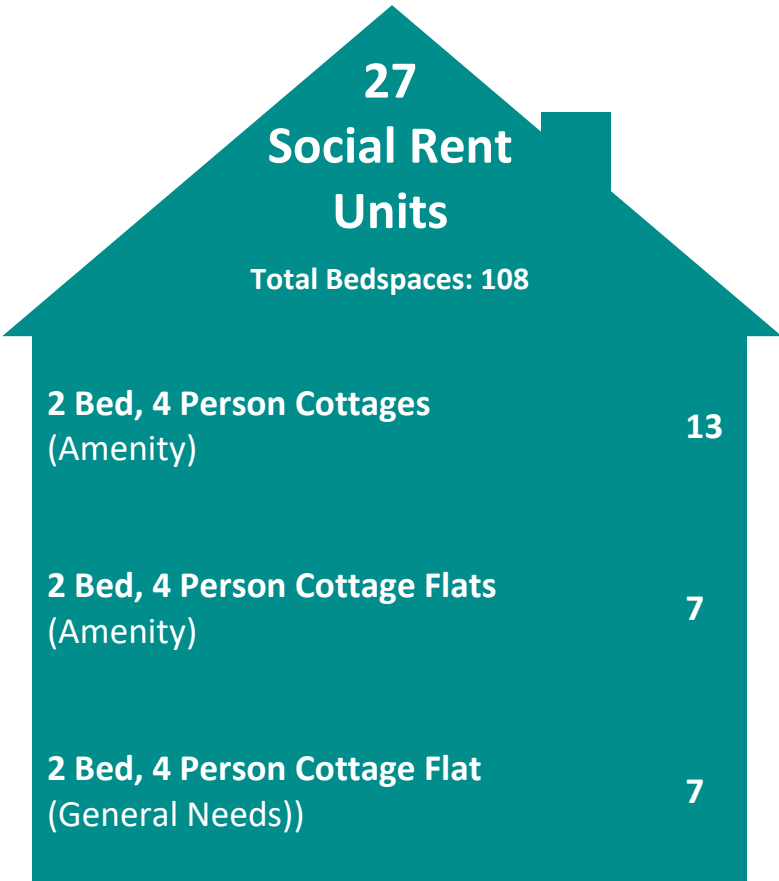 27
Social Rent
Units
Total Bedspaces: 108
2 Bed, 4 Person Cottages
(Amenity)
13
2 Bed, 4 Person Cottage Flats
(Amenity)
7
2 Bed, 4 Person Cottage Flat
(General Needs))
7